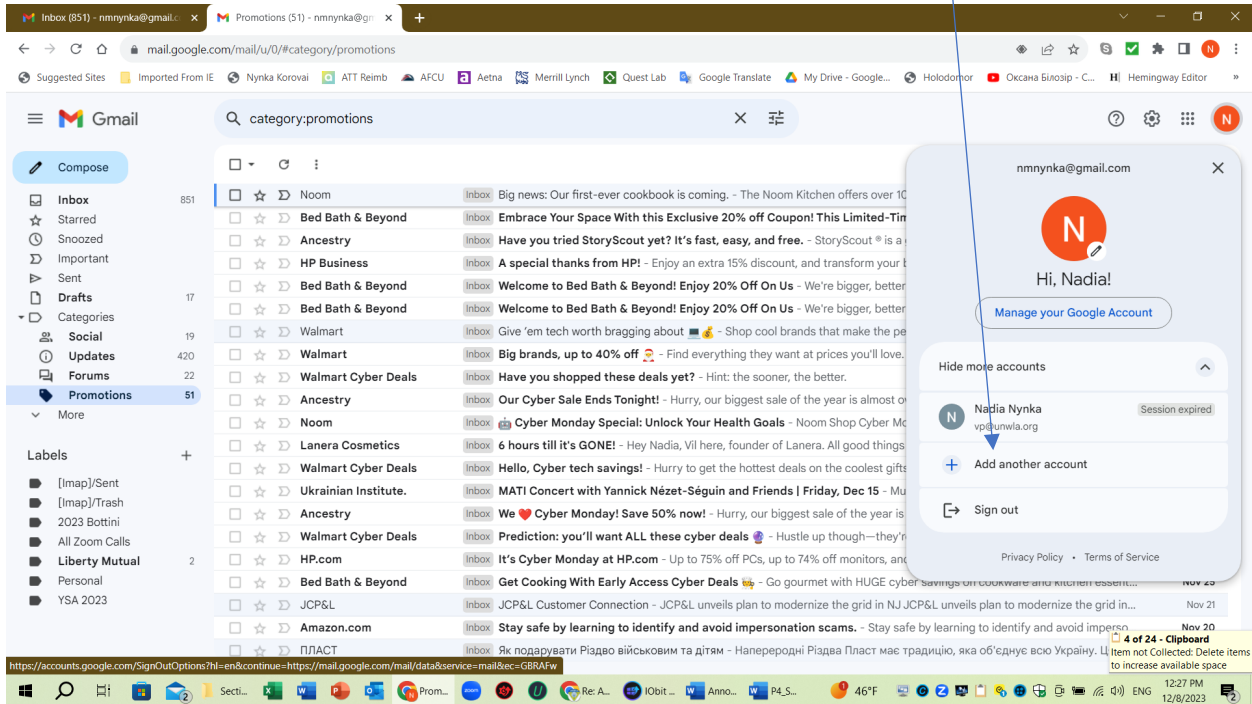 Inbox (851) - nmnynka@gmail.c
Promotions (51) - nmnynka@gm
mail.google.com/mail/u/0/#category/promotions
Suggested Sites Imported From IE Nynka Korovai ATT Reimb AFCU Aetna Merrill Lynch Quest Lab Google Translate My Drive - Google... Holodomor Оксана Білозір - С... Hemingway Editor »
Gmail
category:promotions
Compose
Inbox 851
Starred
Snoozed
Important
Sent
Drafts 17
Categories
Social 19
Updates 420
Forums 22
Promotions 51
More
Labels
[Imap]/Sent
[Imap]/Trash
2023 Bottini
All Zoom Calls
Liberty Mutual 2
Personal
YSA 2023
Noom Inbox Big news: Our first-ever cookbook is coming. - The Noom Kitchen offers over 10
Bed Bath & Beyond Inbox Embrace Your Space With this Exclusive 20% off Coupon! This Limited-Tim
Ancestry Inbox Have you tried StoryScout yet? It's fast, easy, and free. - StoryScout ® is a
HP Business Inbox A special thanks from HP! - Enjoy an extra 15% discount, and transform your b
Bed Bath & Beyond Inbox Welcome to Bed Bath & Beyond! Enjoy 20% Off On Us - We're bigger, better
Bed Bath & Beyond Inbox Welcome to Bed Bath & Beyond! Enjoy 20% Off On Us - We're bigger, better
Walmart Inbox Give 'em tech worth bragging about 💻💰 - Shop cool brands that make the pe
Walmart Inbox Big brands, up to 40% off 🎅 - Find everything they want at prices you'll love.
Walmart Cyber Deals Inbox Have you shopped these deals yet? - Hint: the sooner, the better.
Ancestry Inbox Our Cyber Sale Ends Tonight! - Hurry, our biggest sale of the year is almost o
Noom Inbox 🤖 Cyber Monday Special: Unlock Your Health Goals - Noom Shop Cyber Mo
Lanera Cosmetics Inbox 6 hours till it's GONE! - Hey Nadia, Vil here, founder of Lanera. All good things
Walmart Cyber Deals Inbox Hello, Cyber tech savings! - Hurry to get the hottest deals on the coolest gifts
Ukrainian Institute. Inbox MATI Concert with Yannick Nézet-Séguin and Friends | Friday, Dec 15 - Mu
Ancestry Inbox We ❤️ Cyber Monday! Save 50% now! - Hurry, our biggest sale of the year is
Walmart Cyber Deals Inbox Prediction: you'll want ALL these cyber deals 🔮 - Hustle up though—they'r
HP.com Inbox It's Cyber Monday at HP.com - Up to 75% off PCs, up to 74% off monitors, and
Bed Bath & Beyond Inbox Get Cooking With Early Access Cyber Deals - Go gourmet with HUGE cyber savings on cookware and kitchen essent... Nov 25
JCP&L Inbox JCP&L Customer Connection - JCP&L unveils plan to modernize the grid in NJ JCP&L unveils plan to modernize the grid in... Nov 21
Amazon.com Inbox Stay safe by learning to identify and avoid impersonation scams. - Stay safe by learning to identify and avoid imperso... Nov 20
ПЛАСТ Inbox Як подарувати Різдво військовим та дітям - Напередодні Різдва Пласт має традицію, яка об'єднує всю Україну. Ц
nmnynka@gmail.com
N
Hi, Nadia!
Manage your Google Account
Hide more accounts
N Nadia Nynka Session expired
vp@unwla.org
Add another account
Sign out
Privacy Policy • Terms of Service
4 of 24 - Clipboard
Item not Collected: Delete items
to increase available space
https://accounts.google.com/SignOutOptions?hl=en&continue=https://mail.google.com/mail/data&service=mail&ec=GBRAFw
Secti... Prom... Re: A... IObit ... Anno... P4_S... 46°F ENG
12:27 PM
12/8/2023